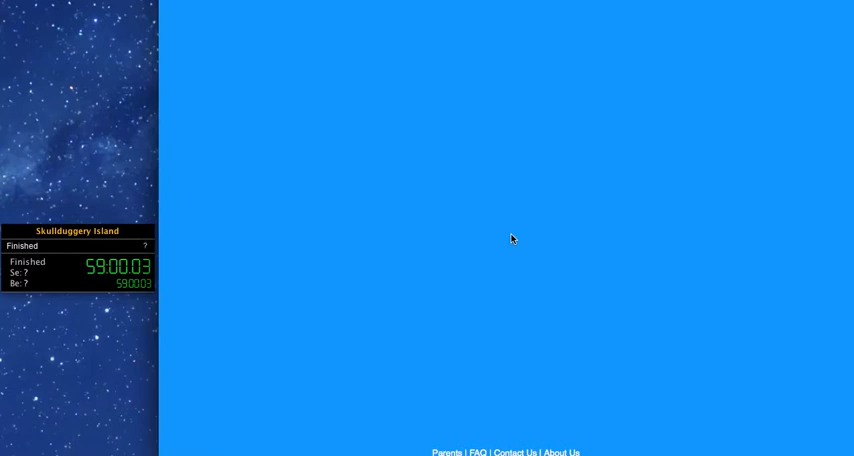 Skullduggery Island
Finished ?
Finished 59:00.03
Se: ?
Be: ? 59:00.03
Parents | FAQ | Contact Us | About Us